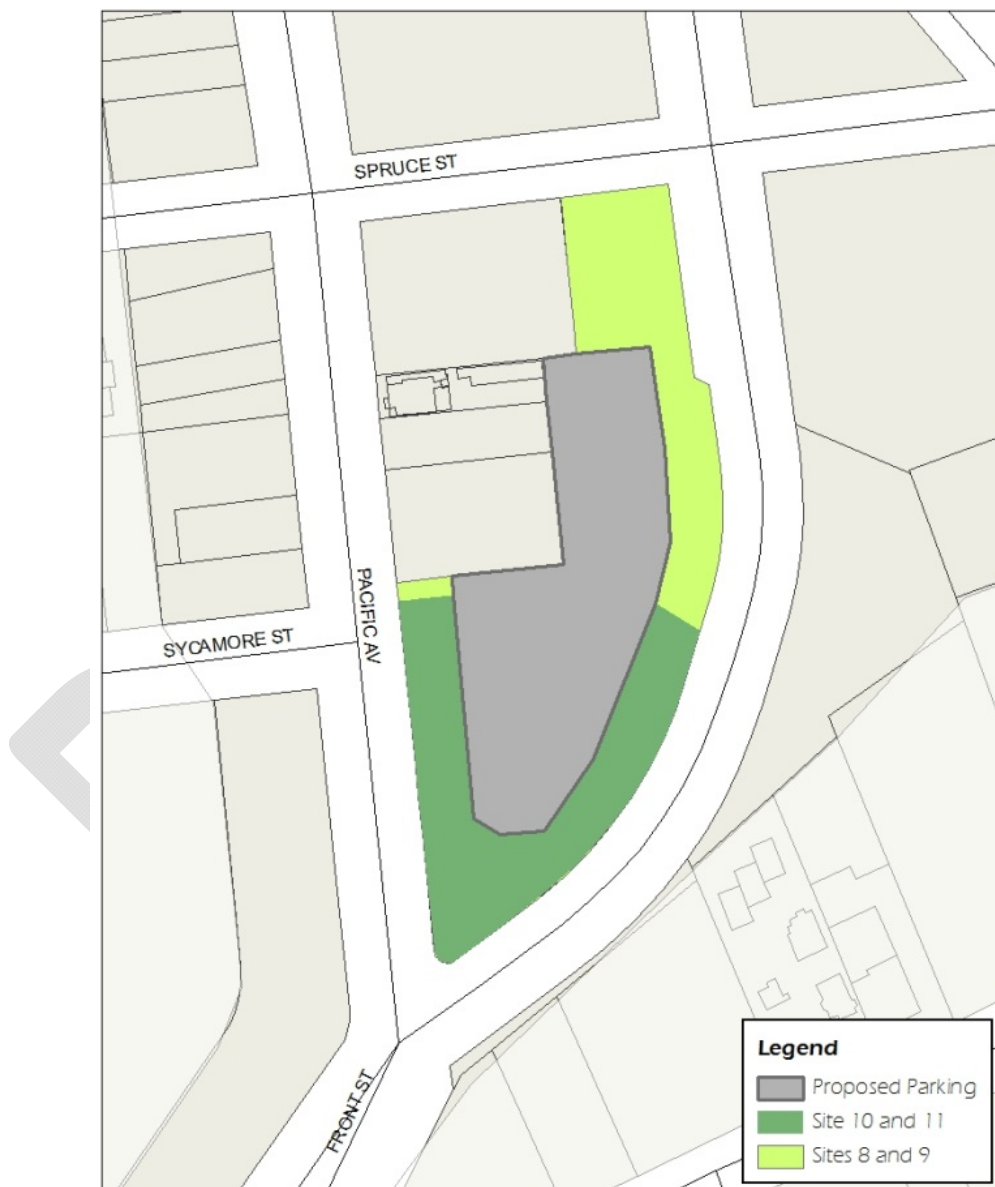 SPRUCE ST
PACIFIC AV
SYCAMORE ST
FRONT ST
Legend
Proposed Parking
Site 10 and 11
Sites 8 and 9